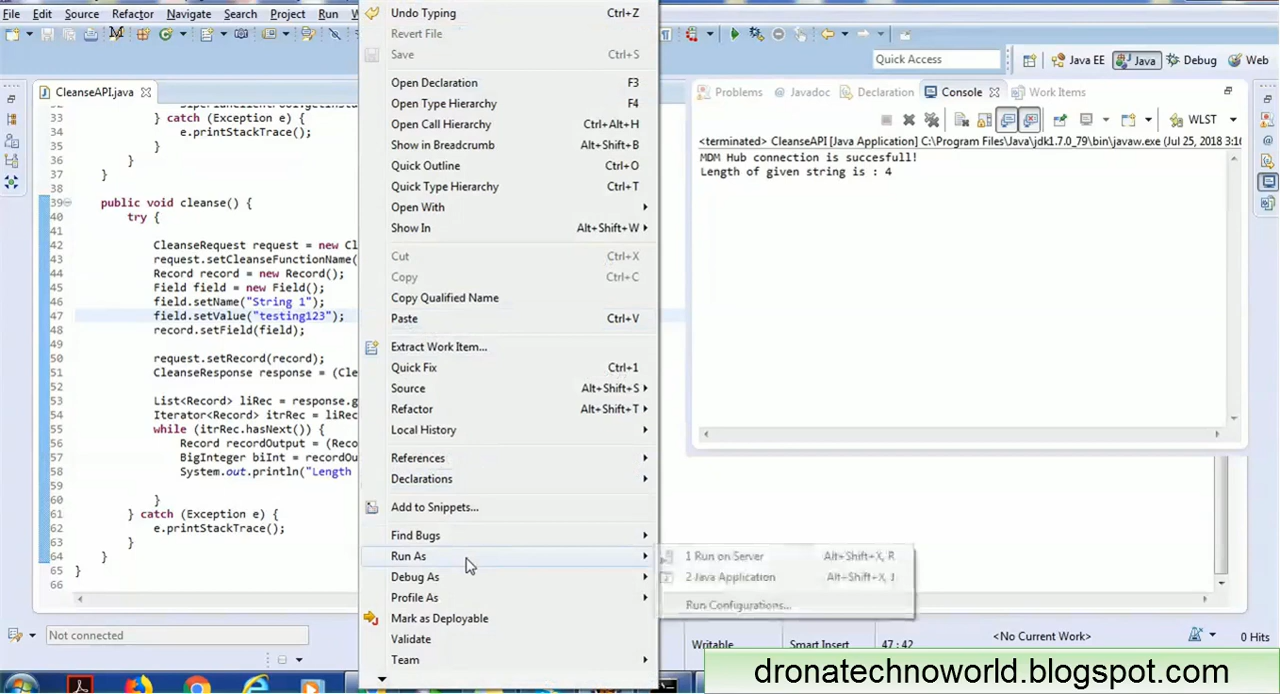 File Edit Source Refactor Navigate Search Project Run
Quick Access
Java EE Java Debug Web
CleanseAPI.java
33 } catch (Exception e) {
34 e.printStackTrace();
35 }
36 }
37 }
38
39 public void cleanse() {
40 try {
41
42 CleanseRequest request = new Cl
43 request.setCleanseFunctionName(
44 Record record = new Record();
45 Field field = new Field();
46 field.setName("String 1");
47 field.setValue("testing123");
48 record.setField(field);
49
50 request.setRecord(record);
51 CleanseResponse response = (Cle
52
53 List<Record> liRec = response.g
54 Iterator<Record> itrRec = liRec
55 while (itrRec.hasNext()) {
56 Record recordOutput = (Reco
57 BigInteger biInt = recordOu
58 System.out.println("Length
59
60 }
61 } catch (Exception e) {
62 e.printStackTrace();
63 }
64 }
65 }
66
Undo Typing Ctrl+Z
Revert File
Save Ctrl+S
Open Declaration F3
Open Type Hierarchy F4
Open Call Hierarchy Ctrl+Alt+H
Show in Breadcrumb Alt+Shift+B
Quick Outline Ctrl+O
Quick Type Hierarchy Ctrl+T
Open With
Show In Alt+Shift+W
Cut Ctrl+X
Copy Ctrl+C
Copy Qualified Name
Paste Ctrl+V
Extract Work Item...
Quick Fix Ctrl+1
Source Alt+Shift+S
Refactor Alt+Shift+T
Local History
References
Declarations
Add to Snippets...
Find Bugs
Run As
Debug As
Profile As
Mark as Deployable
Validate
Team
1 Run on Server Alt+Shift+X, R
2 Java Application Alt+Shift+X, J
Run Configurations...
Problems Javadoc Declaration Console Work Items
WLST
<terminated> CleanseAPI [Java Application] C:\Program Files\Java\jdk1.7.0_79\bin\javaw.exe (Jul 25, 2018 3:16
MDM Hub connection is succesfull!
Length of given string is : 4
Not connected
Writable Smart Insert 47 : 42
<No Current Work> 0 Hits
dronatechnoworld.blogspot.com